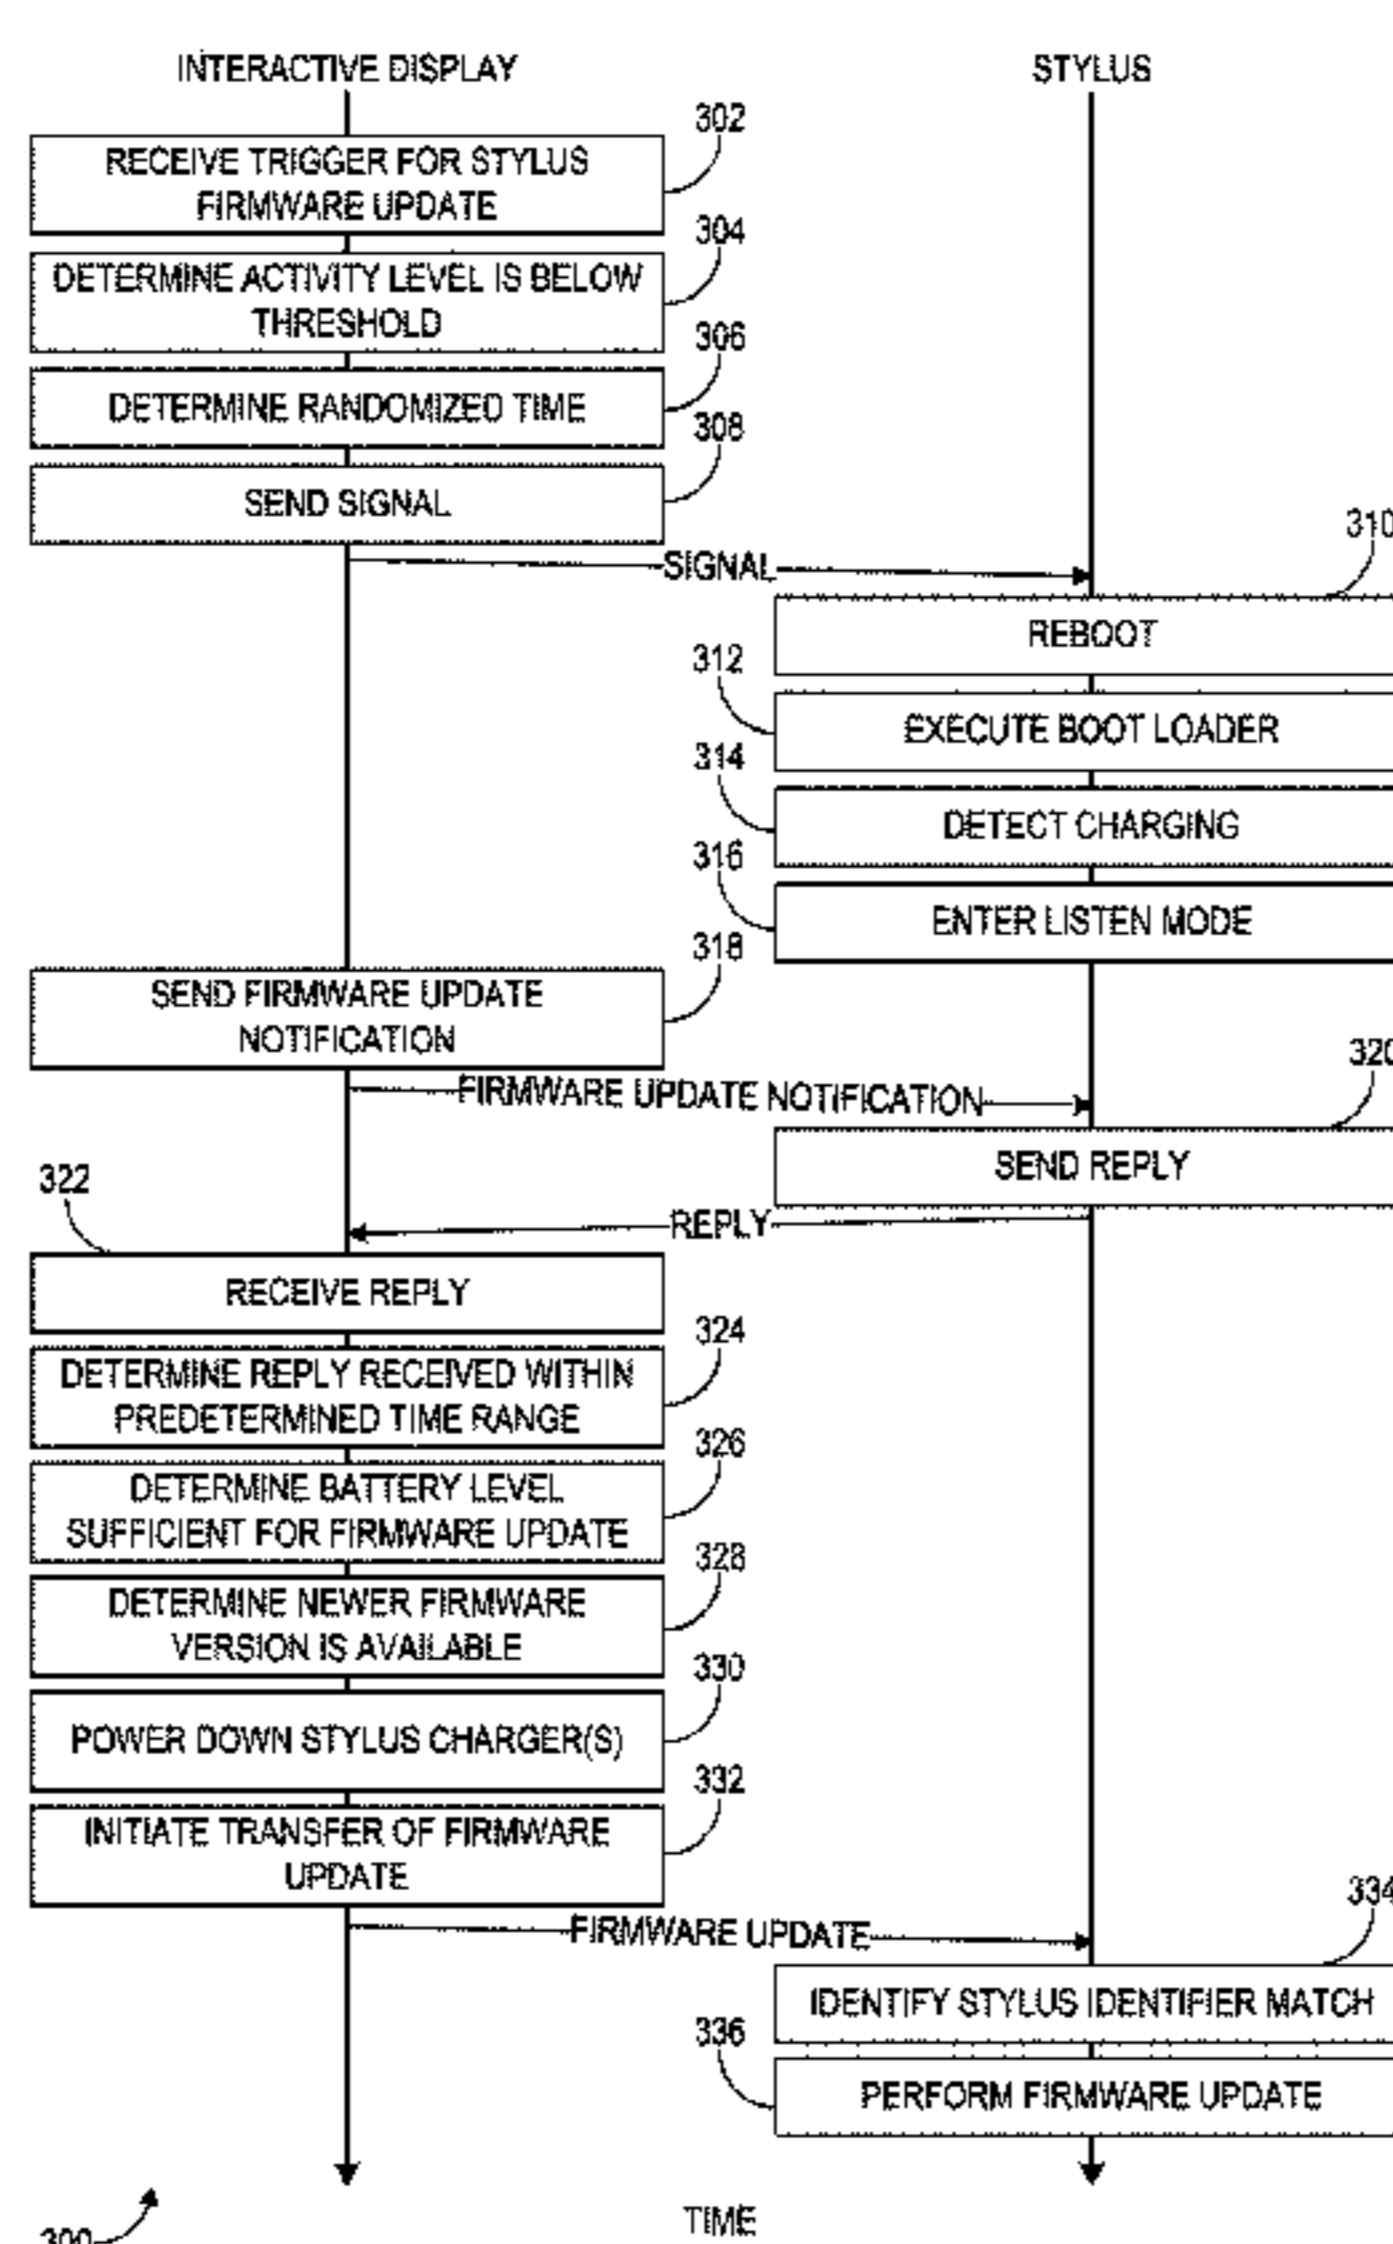 INTERACTIVE DISPLAY
STYLUS
302
RECEIVE TRIGGER FOR STYLUS
FIRMWARE UPDATE
304
DETERMINE ACTIVITY LEVEL IS BELOW
THRESHOLD
306
DETERMINE RANDOMIZED TIME
308
SEND SIGNAL
SIGNAL
310
REBOOT
312
EXECUTE BOOT LOADER
314
DETECT CHARGING
316
ENTER LISTEN MODE
318
SEND FIRMWARE UPDATE
NOTIFICATION
FIRMWARE UPDATE NOTIFICATION
320
SEND REPLY
REPLY
322
RECEIVE REPLY
324
DETERMINE REPLY RECEIVED WITHIN
PREDETERMINED TIME RANGE
326
DETERMINE BATTERY LEVEL
SUFFICIENT FOR FIRMWARE UPDATE
328
DETERMINE NEWER FIRMWARE
VERSION IS AVAILABLE
330
POWER DOWN STYLUS CHARGER(S)
332
INITIATE TRANSFER OF FIRMWARE
UPDATE
FIRMWARE UPDATE
334
IDENTIFY STYLUS IDENTIFIER MATCH
336
PERFORM FIRMWARE UPDATE
TIME
300